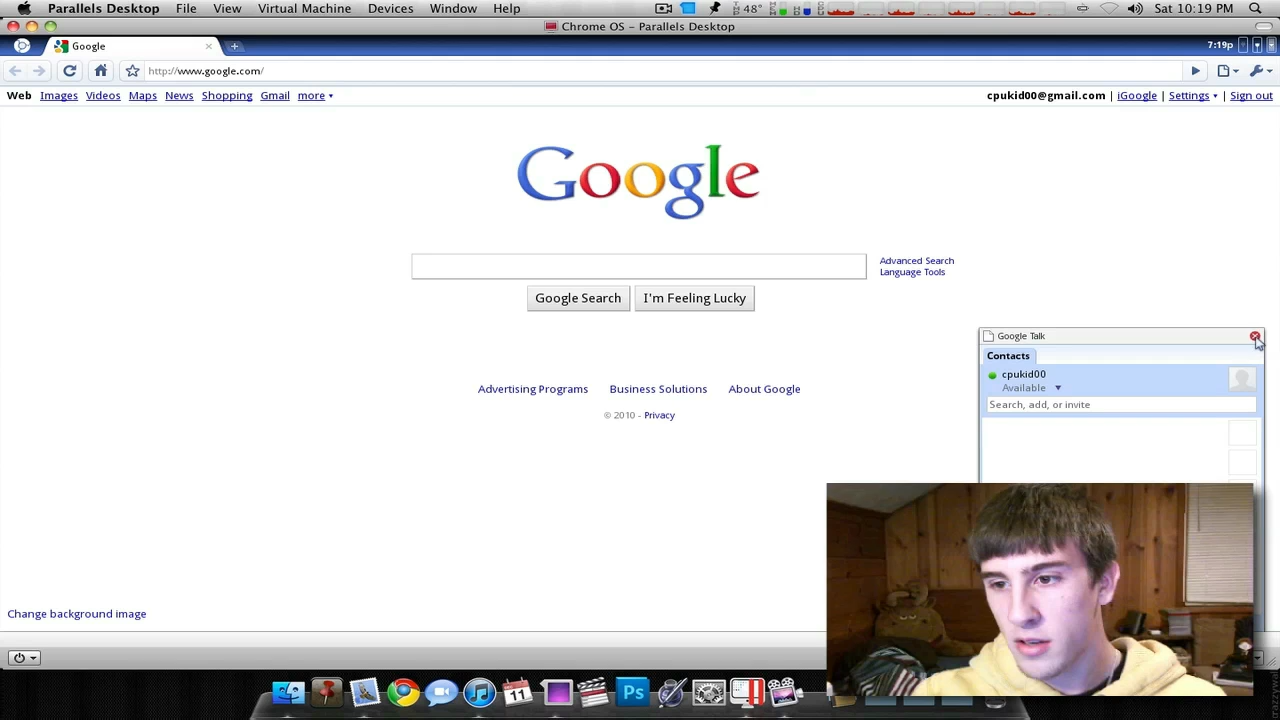 Parallels Desktop File View Virtual Machine Devices Window Help 48° Sat 10:19 PM
Chrome OS - Parallels Desktop
Google 7:19p
http://www.google.com/
Web Images Videos Maps News Shopping Gmail more cpukid00@gmail.com | iGoogle | Settings | Sign out
Google
Advanced Search
Language Tools
Google Search I'm Feeling Lucky
Google Talk
Contacts
cpukid00
Available
Search, add, or invite
Advertising Programs Business Solutions About Google
© 2010 - Privacy
Change background image
11 Ps